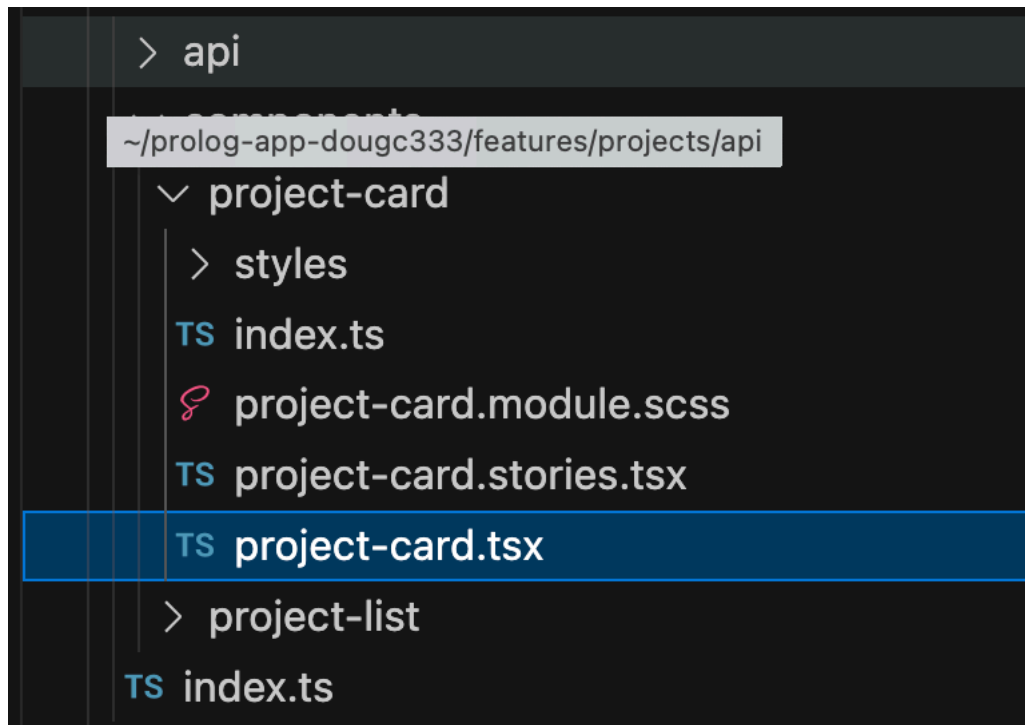 api
components
~/prolog-app-dougc333/features/projects/api
project-card
styles
TS index.ts
project-card.module.scss
TS project-card.stories.tsx
TS project-card.tsx
project-list
TS index.ts